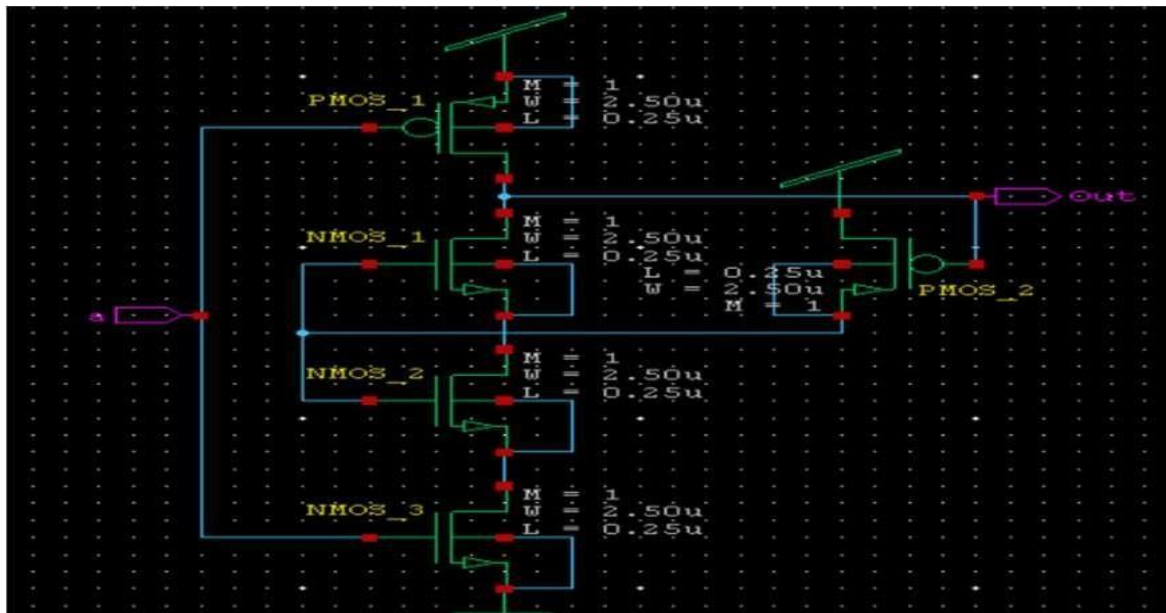 PMOS_1
M = 1
W = 2.50u
L = 0.25u
Out
NMOS_1
M = 1
W = 2.50u
L = 0.25u
L = 0.25u
W = 2.50u
M = 1
PMOS_2
a
NMOS_2
M = 1
W = 2.50u
L = 0.25u
NMOS_3
M = 1
W = 2.50u
L = 0.25u